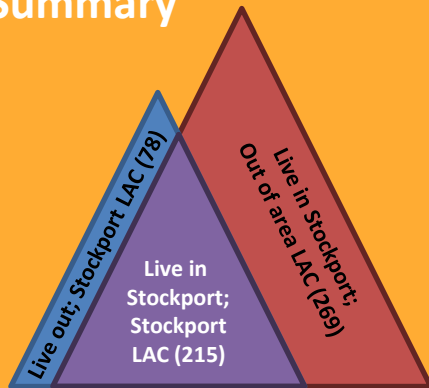 Summary
Live out; Stockport LAC (78)
Live in
Stockport;
Stockport
LAC (215)
Live in Stockport;
Out of area LAC (269)